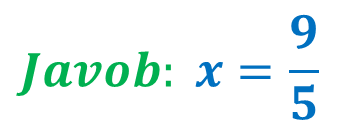 Javob: x = 9/5